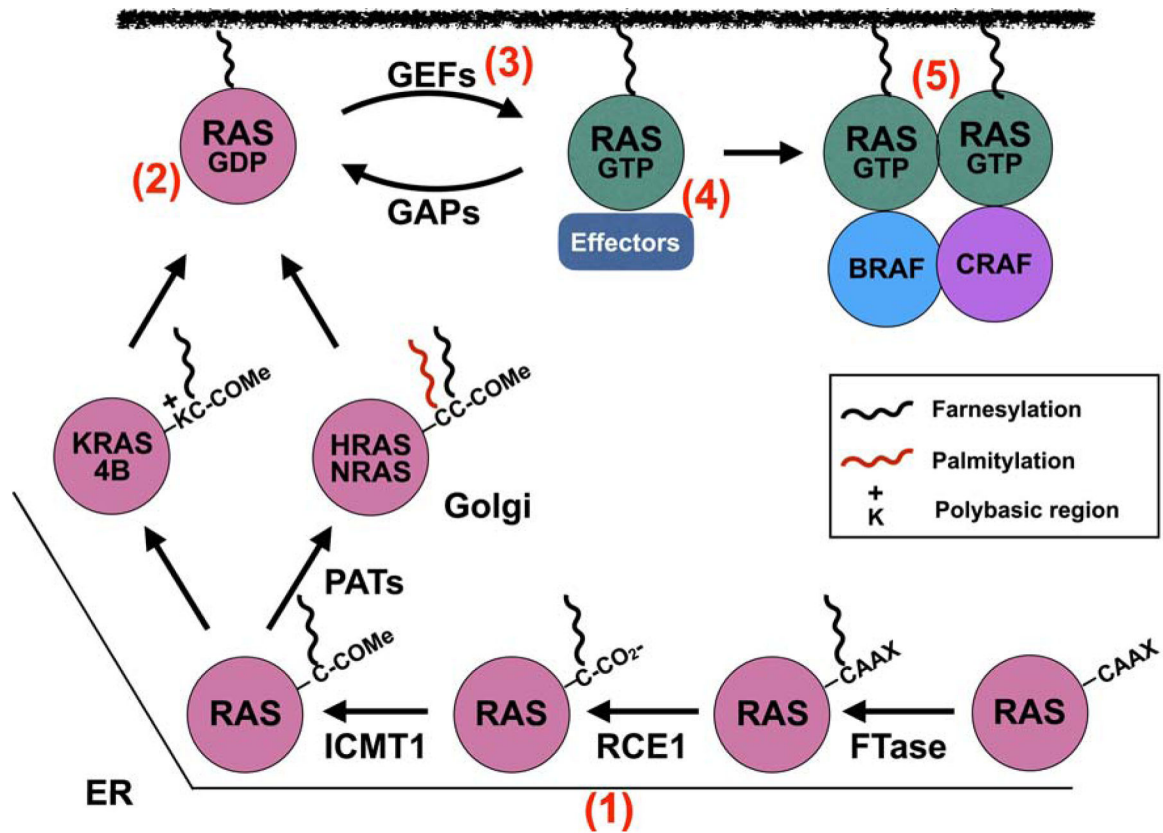 GEFs (3)
RAS
GDP
(2)
GAPs
RAS
GTP
(4)
Effectors
(5)
RAS
GTP
RAS
GTP
BRAF
CRAF
KRAS
4B
+
KC-COMe
HRAS
NRAS
CC-COMe
Golgi
Farnesylation
Palmitylation
+
K
Polybasic region
PATs
RAS
C-COMe
ICMT1
RAS
C-CO2-
RCE1
RAS
CAAX
FTase
RAS
CAAX
ER
(1)